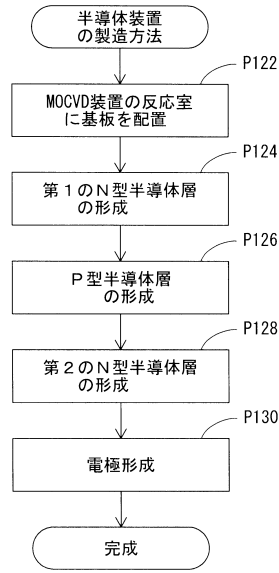 半導体装置
の製造方法
P122
MOCVD装置の反応室
に基板を配置
P124
第1のN型半導体層
の形成
P126
P型半導体層
の形成
P128
第2のN型半導体層
の形成
P130
電極形成
完成